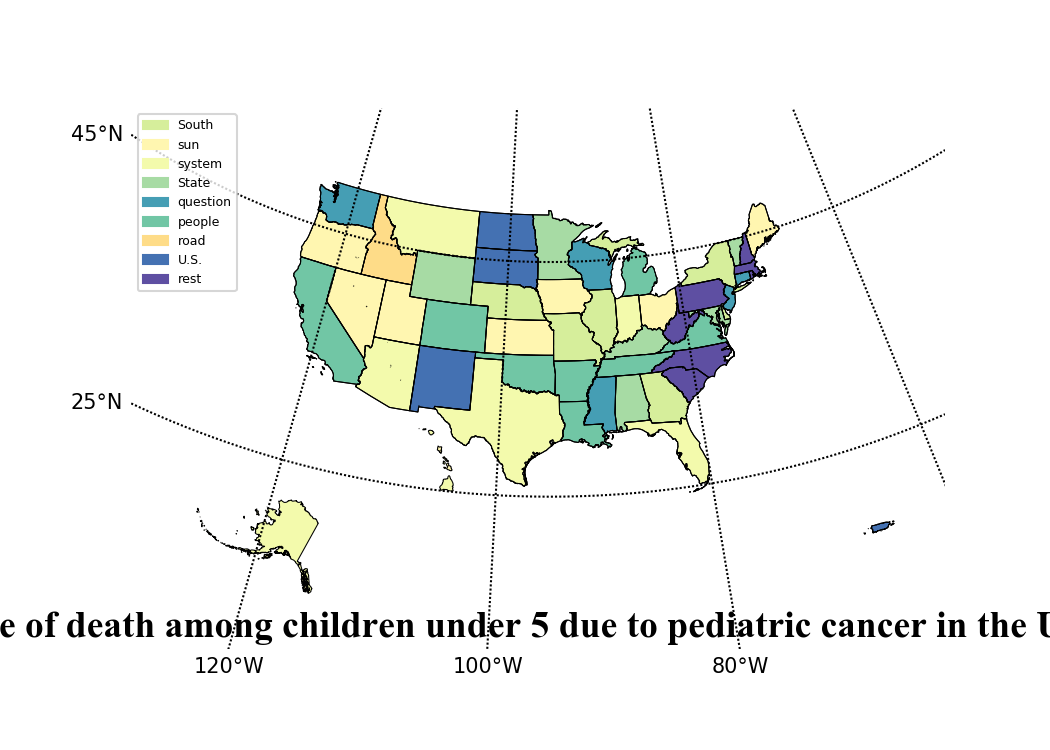 45°N
South
sun
system
State
question
people
road
U.S.
rest
25°N
e of death among children under 5 due to pediatric cancer in the U
120°W 100°W 80°W